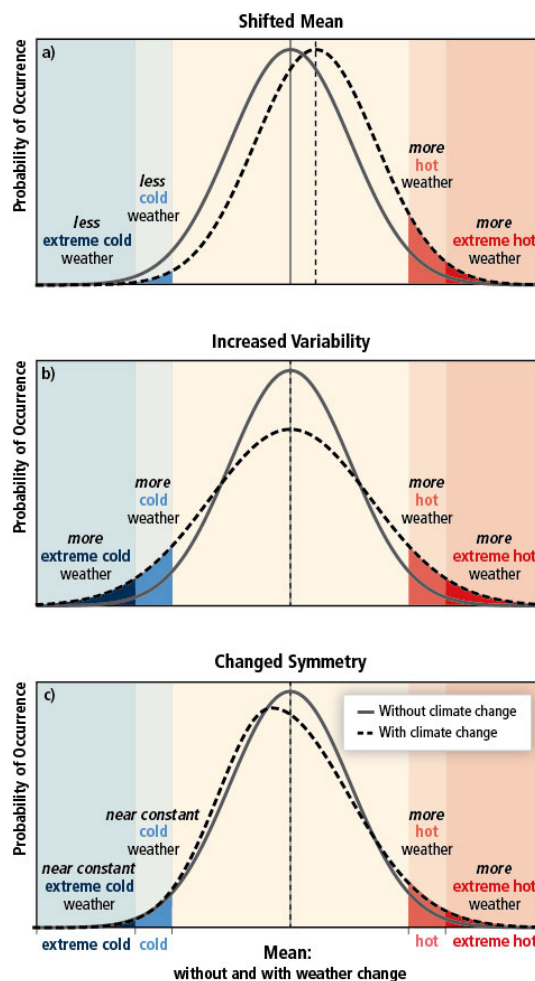 Shifted Mean
a)
Probability of Occurrence
less
extreme cold
weather
less
cold
weather
more
hot
weather
more
extreme hot
weather
Increased Variability
b)
Probability of Occurrence
more
extreme cold
weather
more
cold
weather
more
hot
weather
more
extreme hot
weather
Changed Symmetry
c)
Probability of Occurrence
Without climate change
With climate change
near constant
extreme cold
weather
near constant
cold
weather
more
hot
weather
more
extreme hot
weather
extreme cold
cold
Mean:
without and with weather change
hot
extreme hot